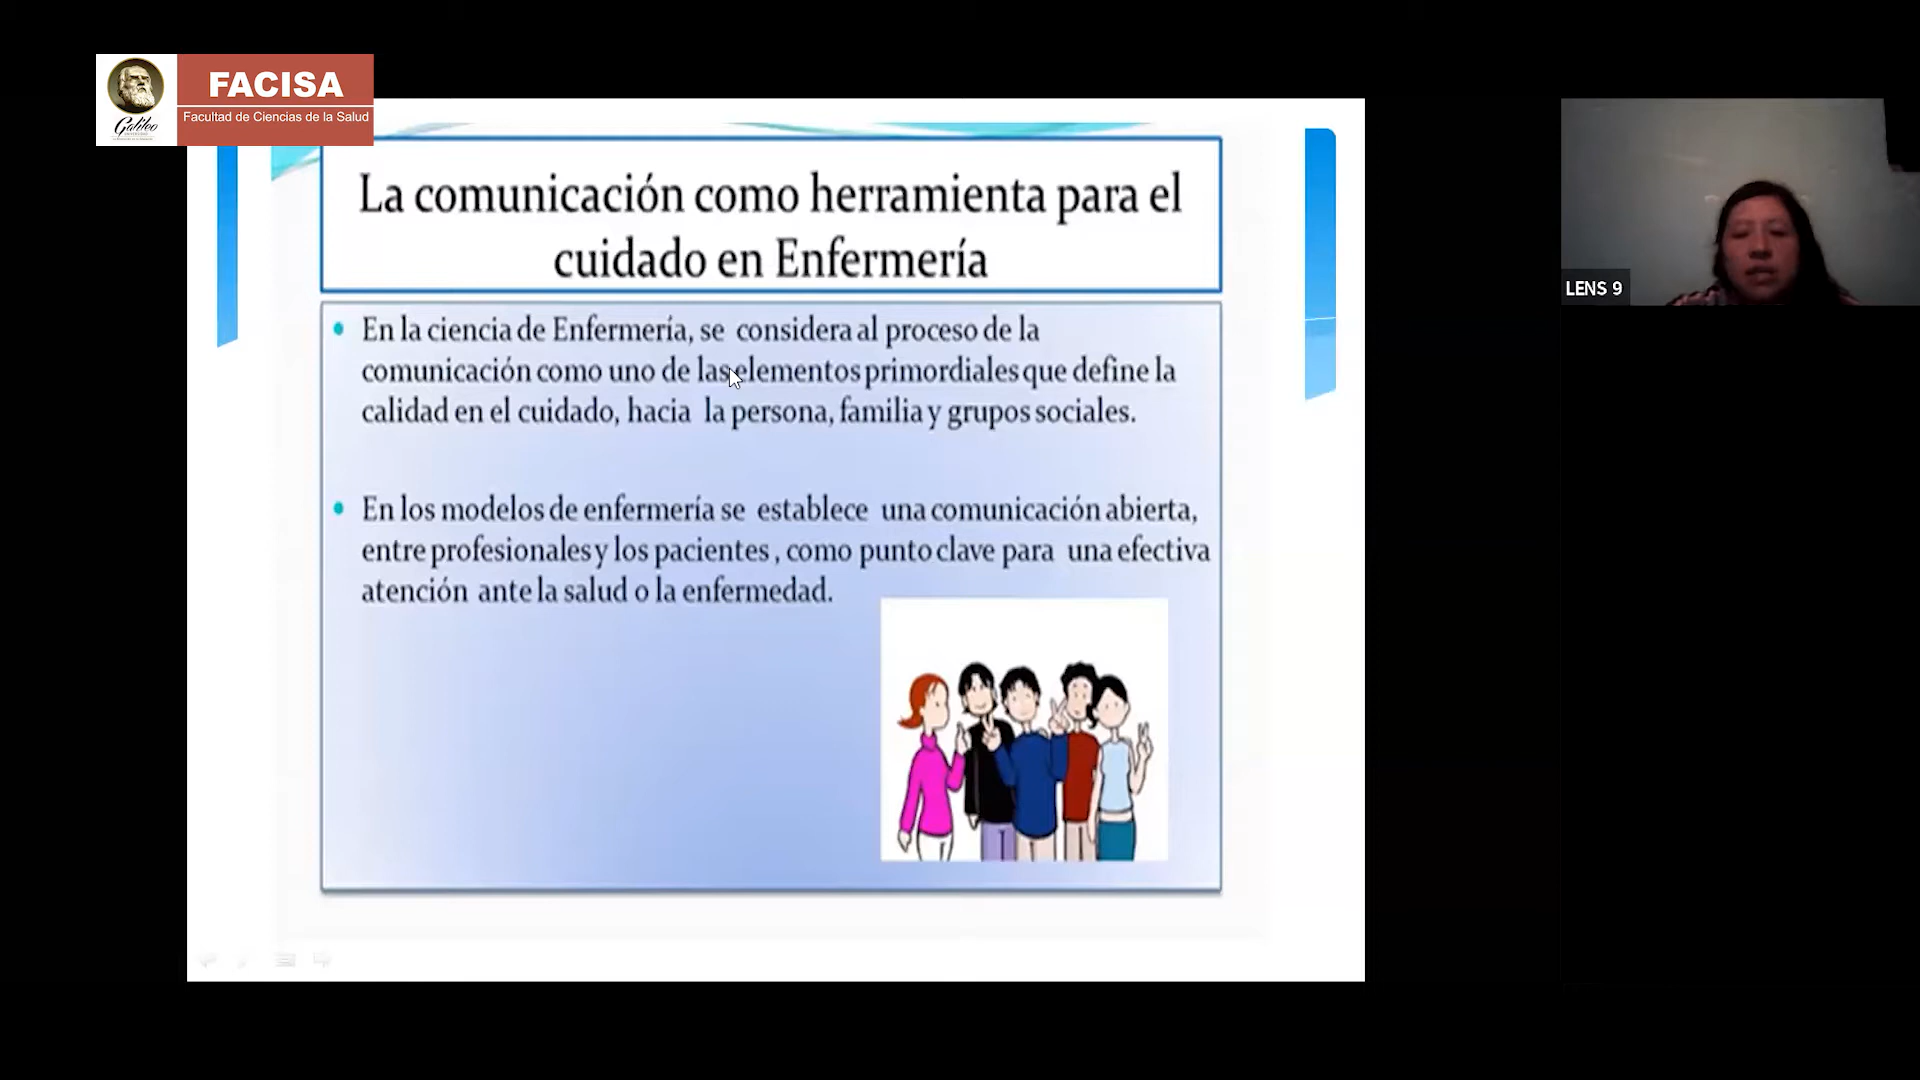 FACISA
Facultad de Ciencias de la Salud
Galileo
La comunicación como herramienta para el
cuidado en Enfermería
• En la ciencia de Enfermería, se considera al proceso de la
comunicación como uno de las elementos primordiales que define la
calidad en el cuidado, hacia la persona, familia y grupos sociales.
• En los modelos de enfermería se establece una comunicación abierta,
entre profesionales y los pacientes , como punto clave para una efectiva
atención ante la salud o la enfermedad.
LENS 9